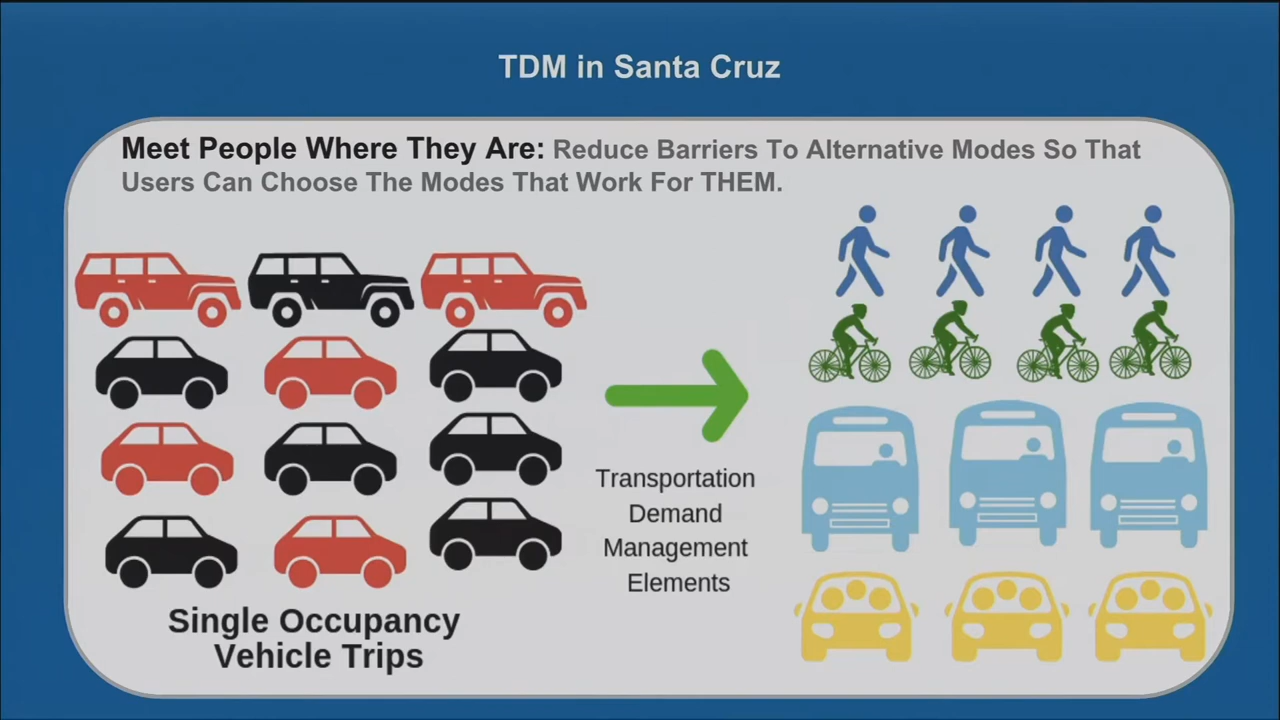 TDM in Santa Cruz
Meet People Where They Are: Reduce Barriers To Alternative Modes So That
Users Can Choose The Modes That Work For THEM.
Transportation
Demand
Management
Elements
Single Occupancy
Vehicle Trips